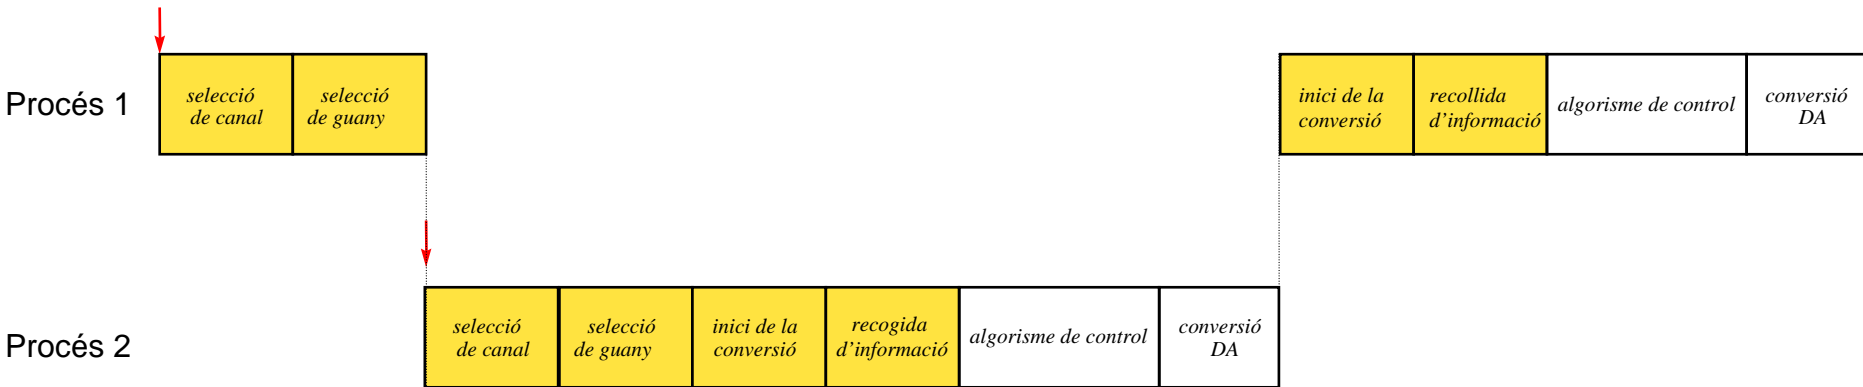 Procés 1
selecció
de canal
selecció
de guany
inici de la
conversió
recollida
d’informació
algorisme de control
conversió
DA
Procés 2
selecció
de canal
selecció
de guany
inici de la
conversió
recogida
d’informació
algorisme de control
conversió
DA